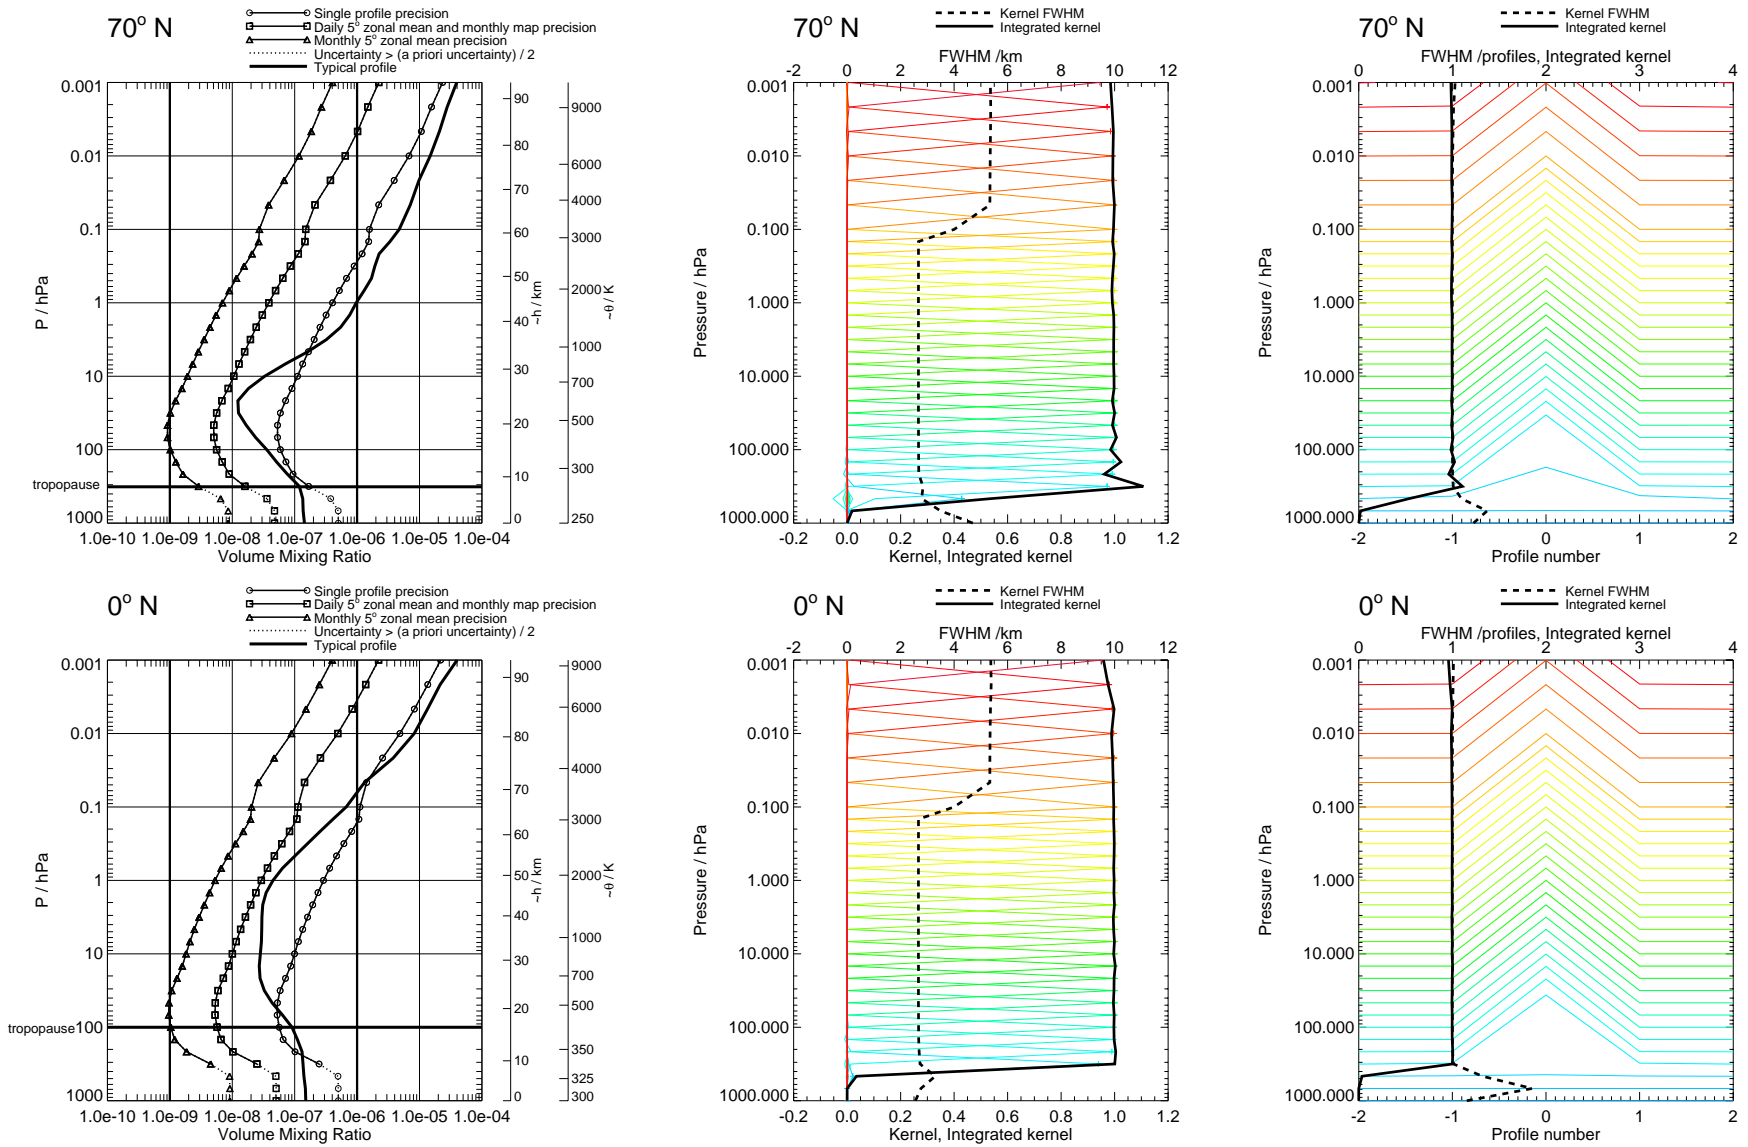 70° N
Single profile precision
Daily 5° zonal mean and monthly map precision
Monthly 5° zonal mean precision
Uncertainty > (a priori uncertainty) / 2
Typical profile
0.001
0.01
0.1
1
10
100
tropopause
1000
P / hPa
1.0e-10 1.0e-09 1.0e-08 1.0e-07 1.0e-06 1.0e-05 1.0e-04
Volume Mixing Ratio
90
80
70
60
50
40
30
20
10
0
~h / km
9000
6000
4000
3000
2000
1000
700
500
300
250
~θ / K
70° N
Kernel FWHM
Integrated kernel
FWHM /km
-2 0 2 4 6 8 10 12
0.001
0.010
0.100
1.000
10.000
100.000
1000.000
Pressure / hPa
-0.2 0.0 0.2 0.4 0.6 0.8 1.0 1.2
Kernel, Integrated kernel
70° N
Kernel FWHM
Integrated kernel
FWHM /profiles, Integrated kernel
0 1 2 3 4
0.001
0.010
0.100
1.000
10.000
100.000
1000.000
Pressure / hPa
-2 -1 0 1 2
Profile number
0° N
Single profile precision
Daily 5° zonal mean and monthly map precision
Monthly 5° zonal mean precision
Uncertainty > (a priori uncertainty) / 2
Typical profile
0.001
0.01
0.1
1
10
tropopause 100
1000
P / hPa
1.0e-10 1.0e-09 1.0e-08 1.0e-07 1.0e-06 1.0e-05 1.0e-04
Volume Mixing Ratio
90
80
70
60
50
40
30
20
10
0
~h / km
9000
6000
4000
3000
2000
1000
700
500
350
325
300
~θ / K
0° N
Kernel FWHM
Integrated kernel
FWHM /km
-2 0 2 4 6 8 10 12
0.001
0.010
0.100
1.000
10.000
100.000
1000.000
Pressure / hPa
-0.2 0.0 0.2 0.4 0.6 0.8 1.0 1.2
Kernel, Integrated kernel
0° N
Kernel FWHM
Integrated kernel
FWHM /profiles, Integrated kernel
0 1 2 3 4
0.001
0.010
0.100
1.000
10.000
100.000
1000.000
Pressure / hPa
-2 -1 0 1 2
Profile number